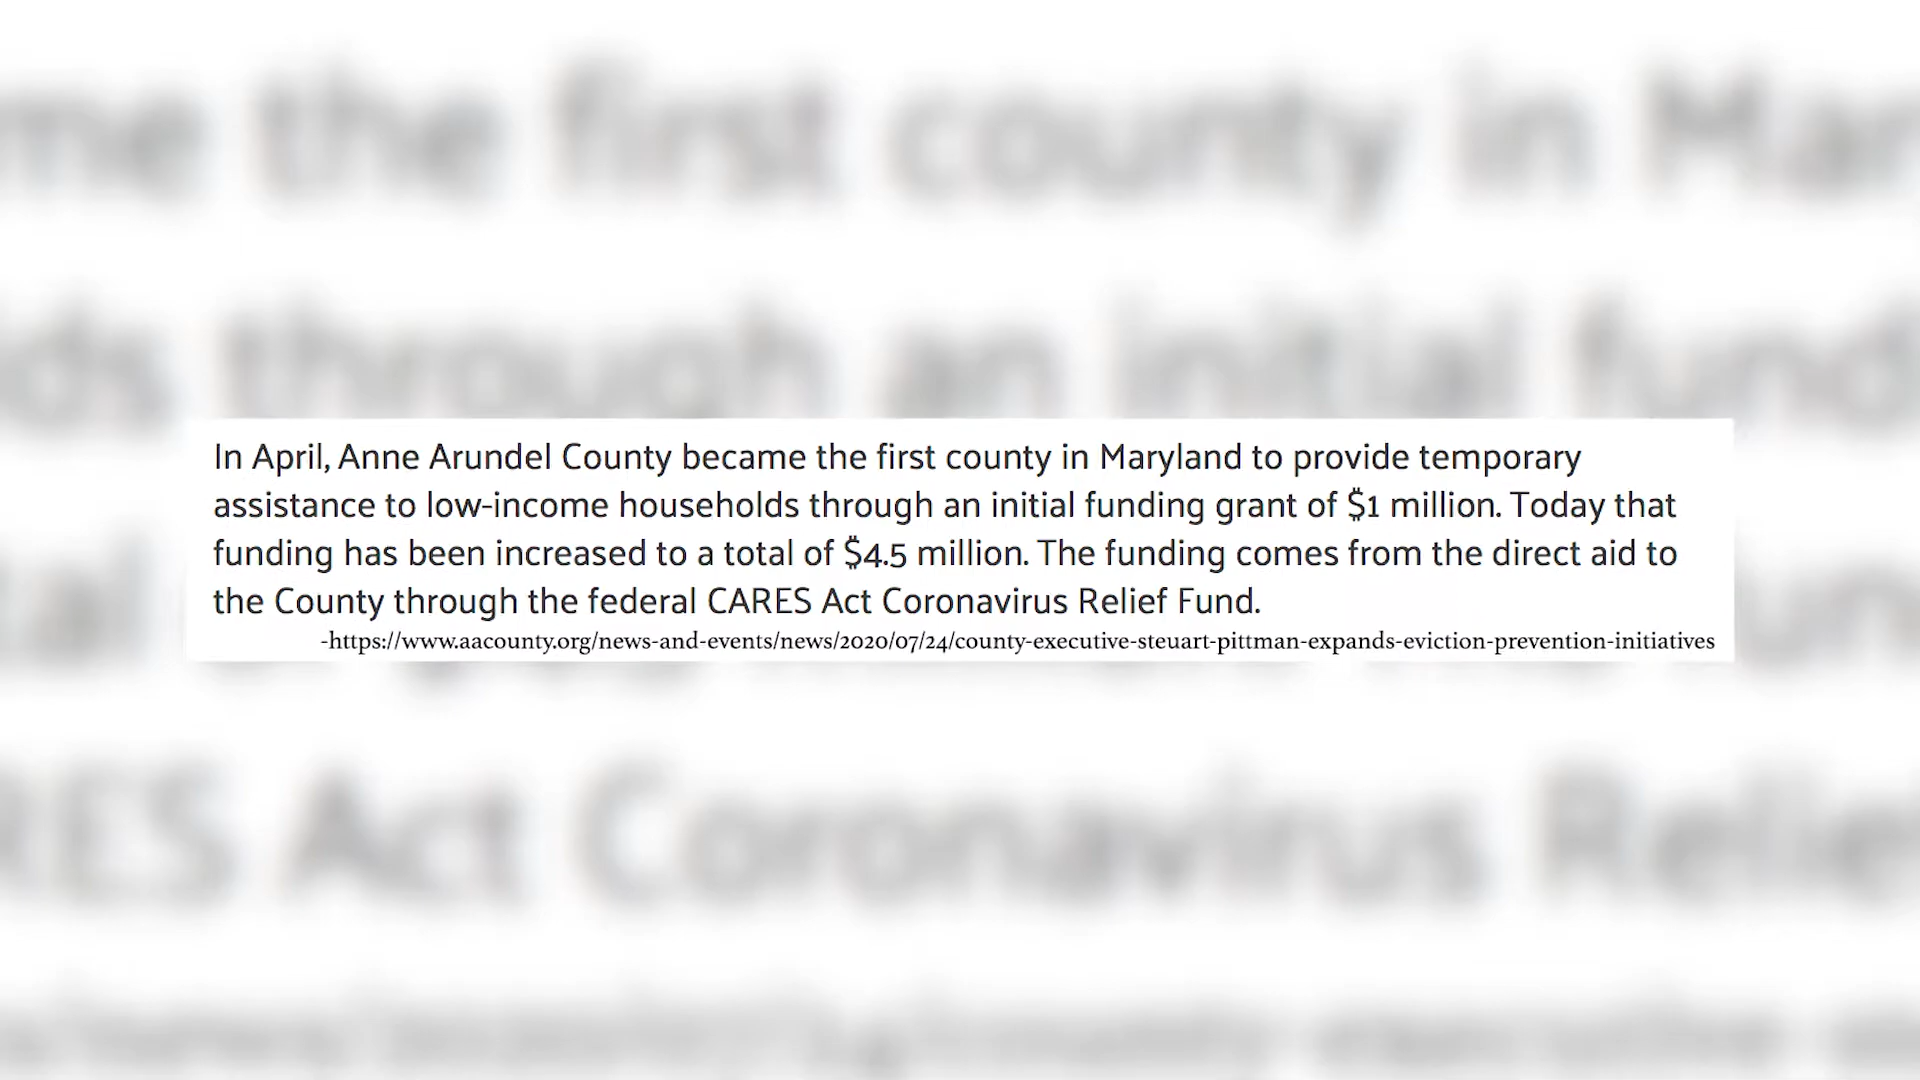 In April, Anne Arundel County became the first county in Maryland to provide temporary
assistance to low-income households through an initial funding grant of $1 million. Today that
funding has been increased to a total of $4.5 million. The funding comes from the direct aid to
the County through the federal CARES Act Coronavirus Relief Fund.
-https://www.aacounty.org/news-and-events/news/2020/07/24/county-executive-steuart-pittman-expands-eviction-prevention-initiatives